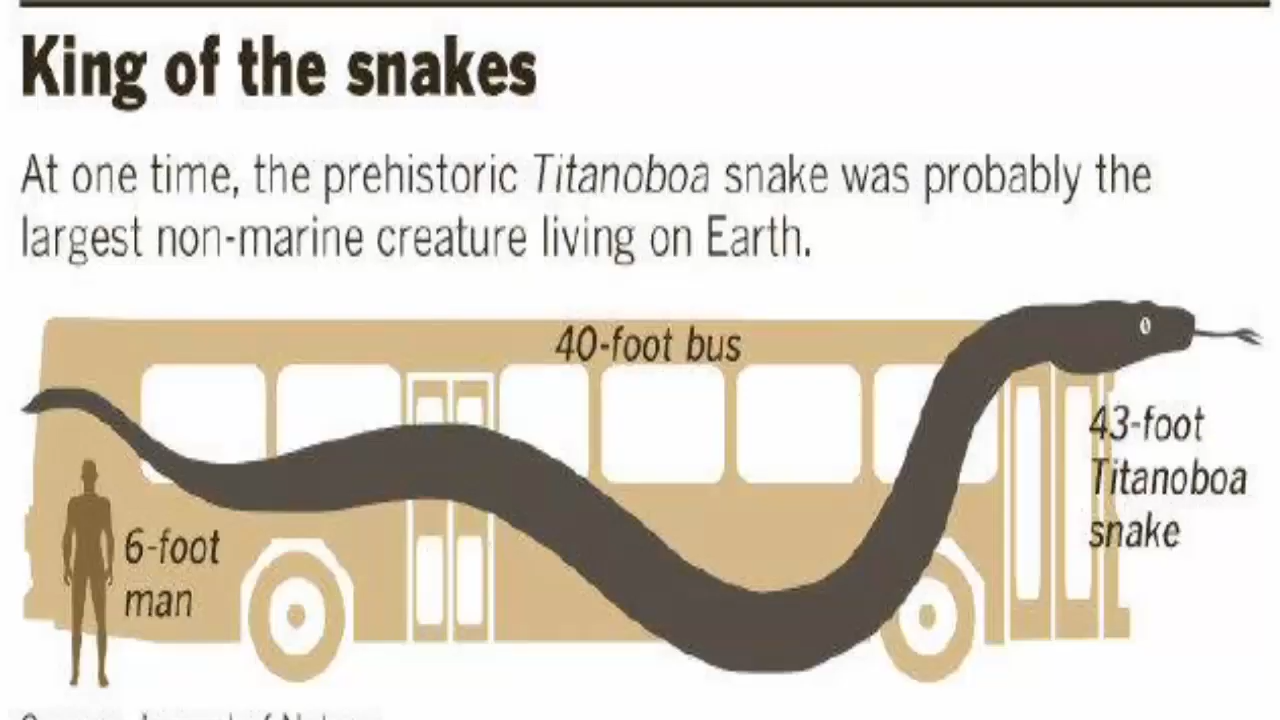 King of the snakes
At one time, the prehistoric Titanoboa snake was probably the
largest non-marine creature living on Earth.
40-foot bus
43-foot
Titanoboa
snake
6-foot
man